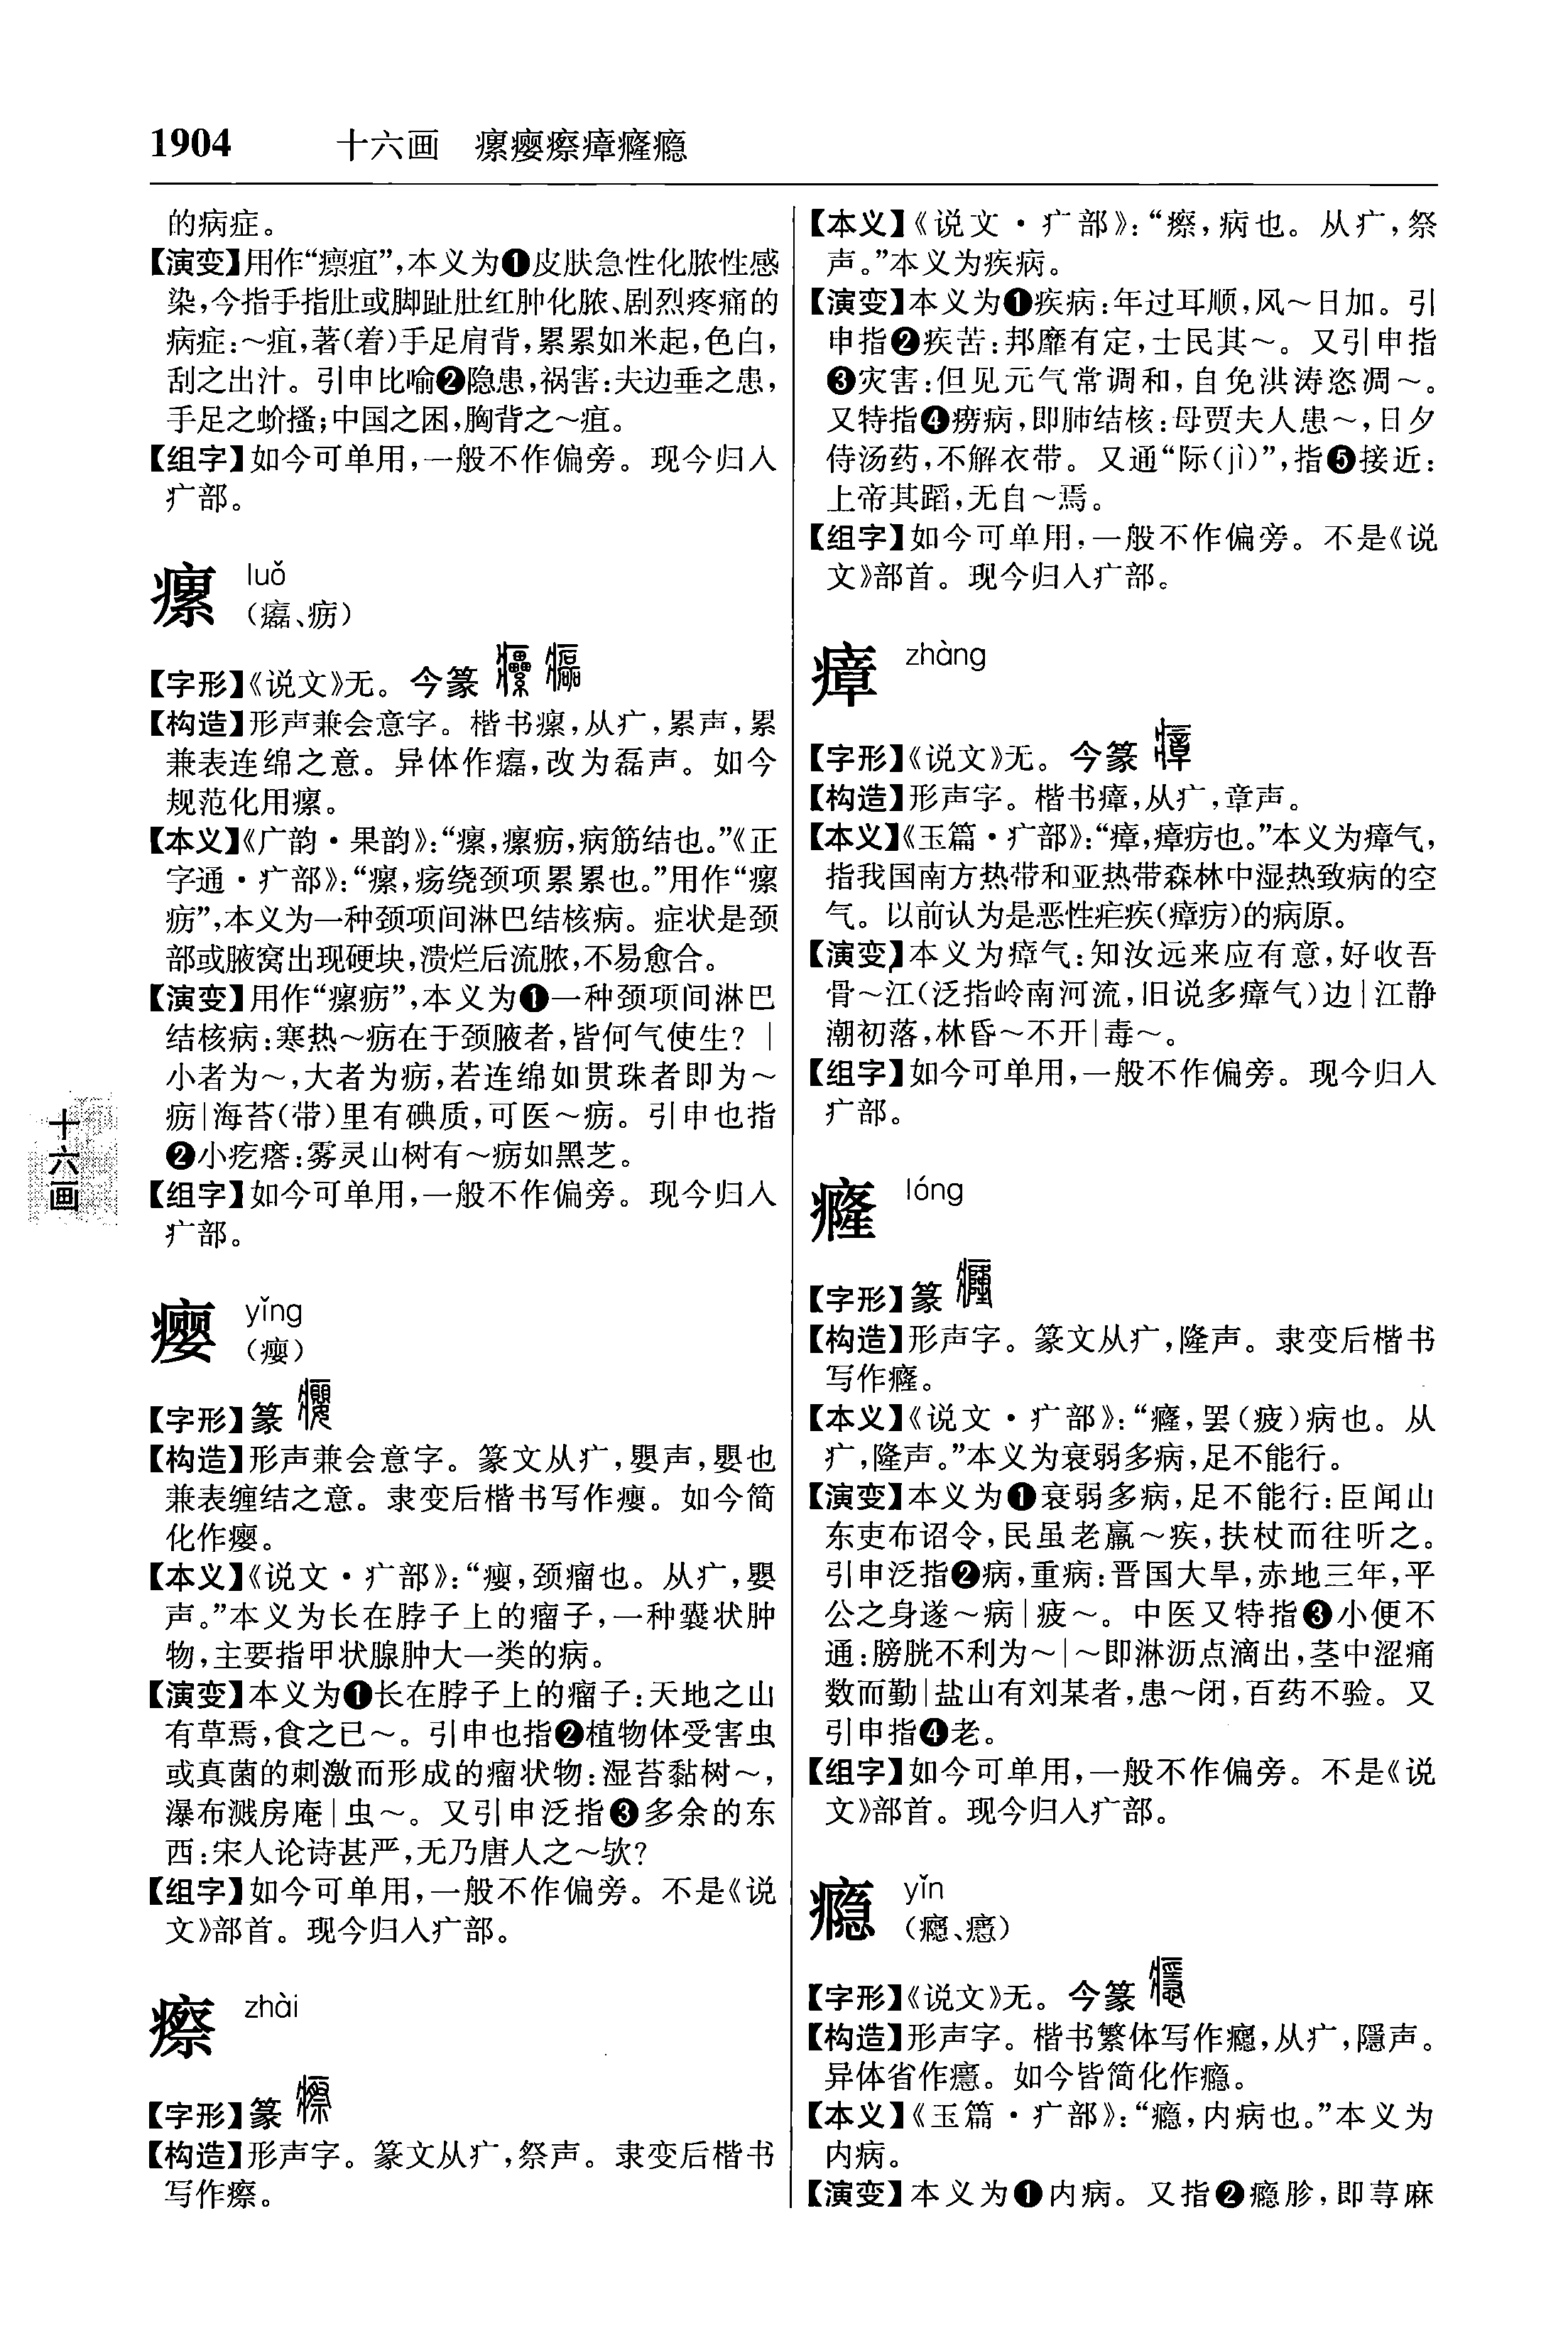 1904 十六画 瘰瘿瘵瘴癃瘾
的病症。
【演变】用作“瘭疽”,本义为❶皮肤急性化脓性感
染,今指手指肚或脚趾肚红肿化脓、剧烈疼痛的
病症:～疽,著(着)手足肩背,累累如米起,色白,
刮之出汁。引申比喻❷隐患,祸害:夫边垂之患,
手足之蚧搔;中国之困,胸背之～疽。
【组字】如今可单用,一般不作偏旁。现今归入
疒部。
瘰 luǒ
(癗、疬)
【字形】《说文》无。今篆
【构造】形声兼会意字。楷书瘰,从疒,累声,累
兼表连绵之意。异体作癗,改为磊声。如今
规范化用瘰。
【本义】《广韵·果韵》:“瘰,瘰疬,病筋结也。”《正
字通·疒部》:“瘰,疡绕颈项累累也。”用作“瘰
疬”,本义为一种颈项间淋巴结核病。症状是颈
部或腋窝出现硬块,溃烂后流脓,不易愈合。
【演变】用作“瘰疬”,本义为❶一种颈项间淋巴
结核病:寒热～疬在于颈腋者,皆何气使生?|
小者为～,大者为疬,若连绵如贯珠者即为～
疬|海苔(带)里有碘质,可医～疬。引申也指
❷小疙瘩:雾灵山树有～疬如黑芝。
【组字】如今可单用,一般不作偏旁。现今归入
疒部。
瘿 yǐng
(癭)
【字形】篆
【构造】形声兼会意字。篆文从疒,嬰声,嬰也
兼表缠结之意。隶变后楷书写作癭。如今简
化作瘿。
【本义】《说文·疒部》:“癭,颈瘤也。从疒,嬰
声。”本义为长在脖子上的瘤子,一种囊状肿
物,主要指甲状腺肿大一类的病。
【演变】本义为❶长在脖子上的瘤子:天地之山
有草焉,食之已～。引申也指❷植物体受害虫
或真菌的刺激而形成的瘤状物:湿苔黏树～,
瀑布溅房庵|虫～。又引申泛指❸多余的东
西:宋人论诗甚严,无乃唐人之～欤?
【组字】如今可单用,一般不作偏旁。不是《说
文》部首。现今归入疒部。
瘵 zhài
【字形】篆
【构造】形声字。篆文从疒,祭声。隶变后楷书
写作瘵。
【本义】《说文·疒部》:“瘵,病也。从疒,祭
声。”本义为疾病。
【演变】本义为❶疾病:年过耳顺,风～日加。引
申指❷疾苦:邦靡有定,士民其～。又引申指
❸灾害:但见元气常调和,自免洪涛恣凋～。
又特指❹痨病,即肺结核:母贾夫人患～,日夕
侍汤药,不解衣带。又通“际(jì)”,指❺接近:
上帝其蹈,无自～焉。
【组字】如今可单用,一般不作偏旁。不是《说
文》部首。现今归入疒部。
瘴 zhàng
【字形】《说文》无。今篆
【构造】形声字。楷书瘴,从疒,章声。
【本义】《玉篇·疒部》:“瘴,瘴疠也。”本义为瘴气,
指我国南方热带和亚热带森林中湿热致病的空
气。以前认为是恶性疟疾(瘴疠)的病原。
【演变】本义为瘴气:知汝远来应有意,好收吾
骨～江(泛指岭南河流,旧说多瘴气)边|江静
潮初落,林昏～不开|毒～。
【组字】如今可单用,一般不作偏旁。现今归入
疒部。
癃 lóng
【字形】篆
【构造】形声字。篆文从疒,隆声。隶变后楷书
写作癃。
【本义】《说文·疒部》:“癃,罢(疲)病也。从
疒,隆声。”本义为衰弱多病,足不能行。
【演变】本义为❶衰弱多病,足不能行:臣闻山
东吏布诏令,民虽老羸～疾,扶杖而往听之。
引申泛指❷病,重病:晋国大旱,赤地三年,平
公之身遂～病|疲～。中医又特指❸小便不
通:膀胱不利为～|～即淋沥点滴出,茎中涩痛
数而勤|盐山有刘某者,患～闭,百药不验。又
引申指❹老。
【组字】如今可单用,一般不作偏旁。不是《说
文》部首。现今归入疒部。
瘾 yǐn
【字形】《说文》无。今篆
【构造】形声字。楷书繁体写作癮,从疒,隱声。
异体省作。如今皆简化作瘾。
【本义】《玉篇·疒部》:“瘾,内病也。”本义为
内病。
【演变】本义为❶内病。又指❷瘾胗,即荨麻
十六画